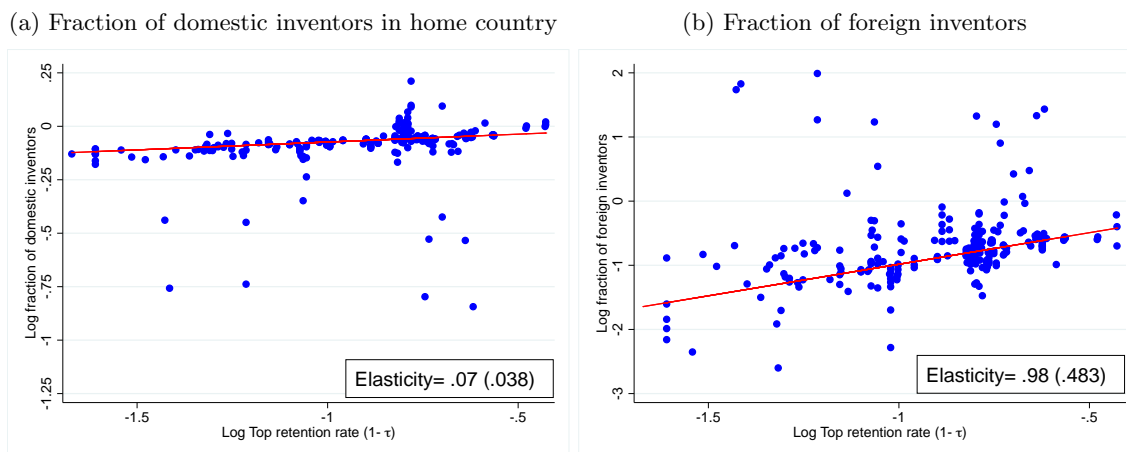 (a) Fraction of domestic inventors in home country
Log fraction of domestic inventors
.25
0
-.25
-.5
-.75
-1
-1.25
Elasticity= .07 (.038)
-1.5
-1
-.5
Log Top retention rate (1- τ)
(b) Fraction of foreign inventors
Log fraction of foreign inventors
2
1
0
-1
-2
-3
Elasticity= .98 (.483)
-1.5
-1
-.5
Log Top retention rate (1- τ)